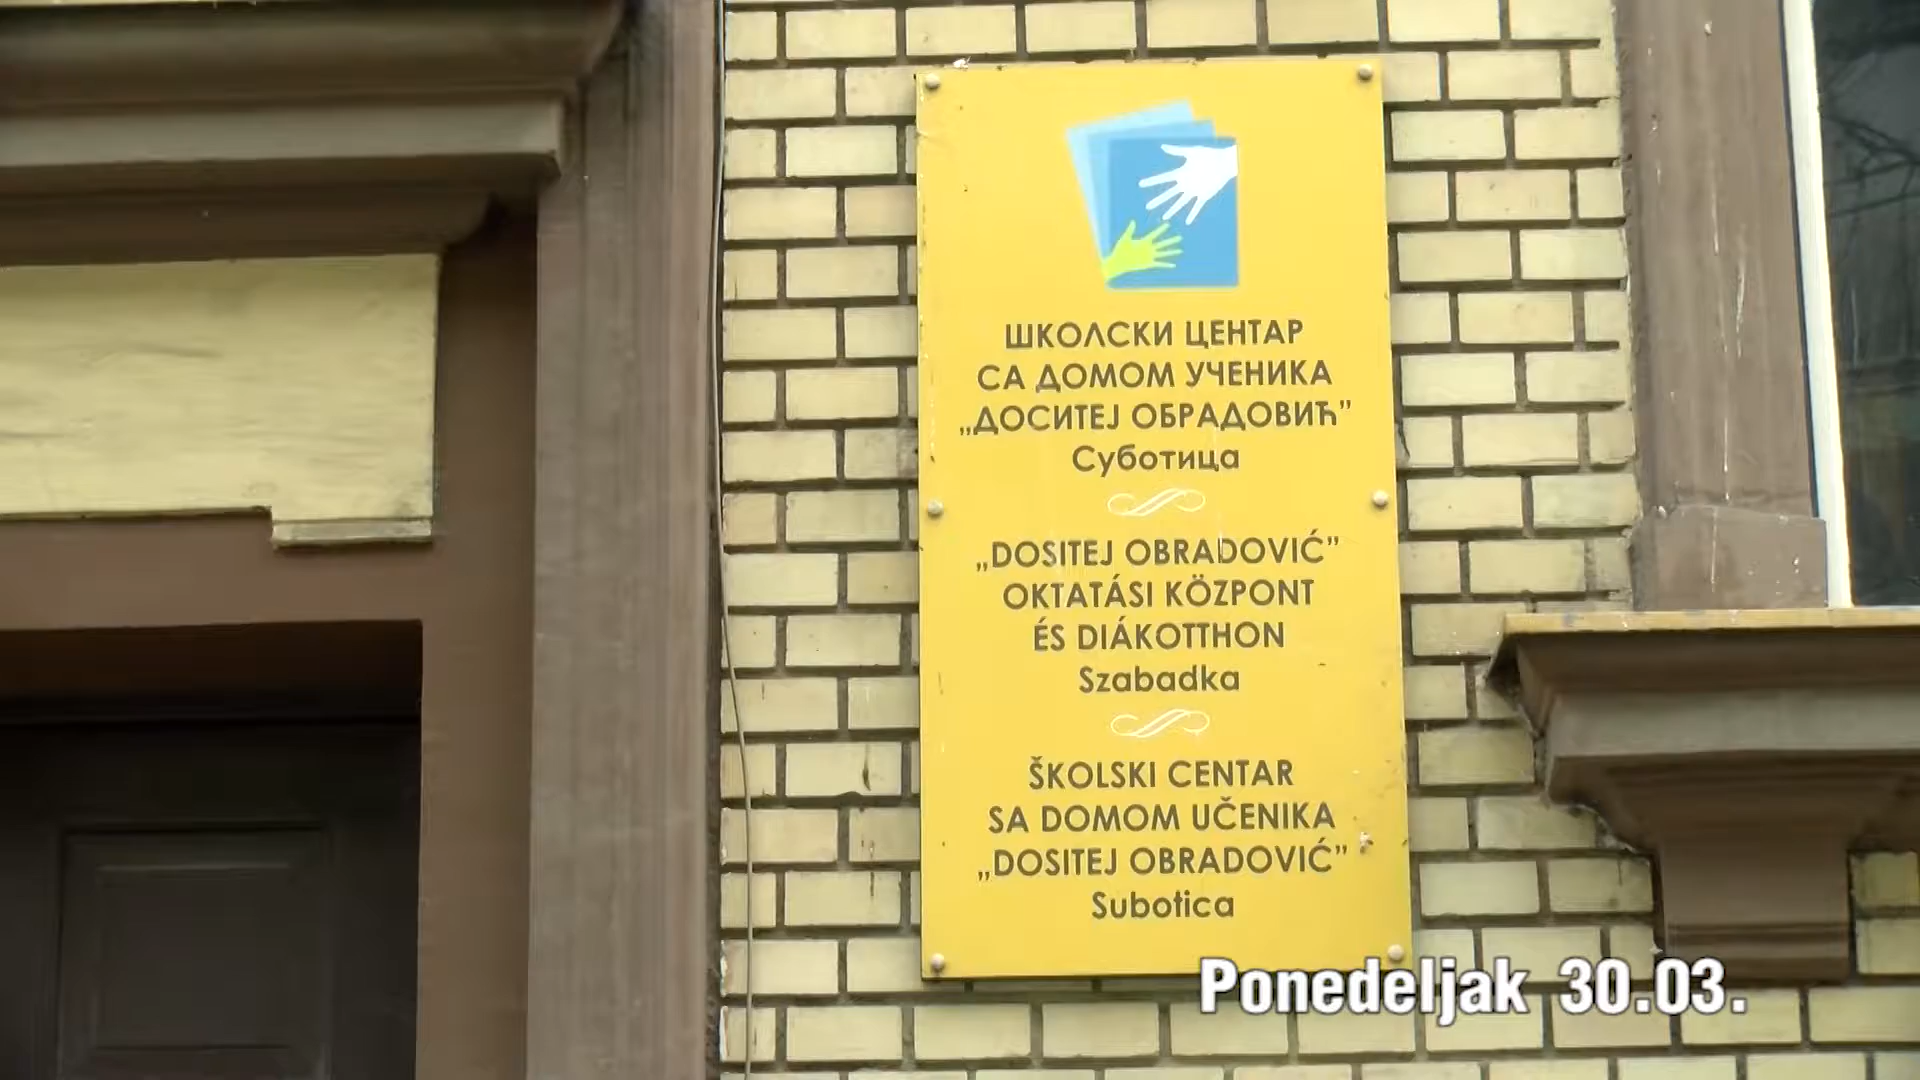 ШКОЛСКИ ЦЕНТАР
СА ДОМОМ УЧЕНИКА
„ДОСИТЕЈ ОБРАДОВИЋ”
Суботица
„DOSITEJ OBRADOVIĆ”
OKTATÁSI KÖZPONT
ÉS DIÁKOTTHON
Szabadka
ŠKOLSKI CENTAR
SA DOMOM UČENIKA
„DOSITEJ OBRADOVIĆ”
Subotica
Ponedeljak 30.03.